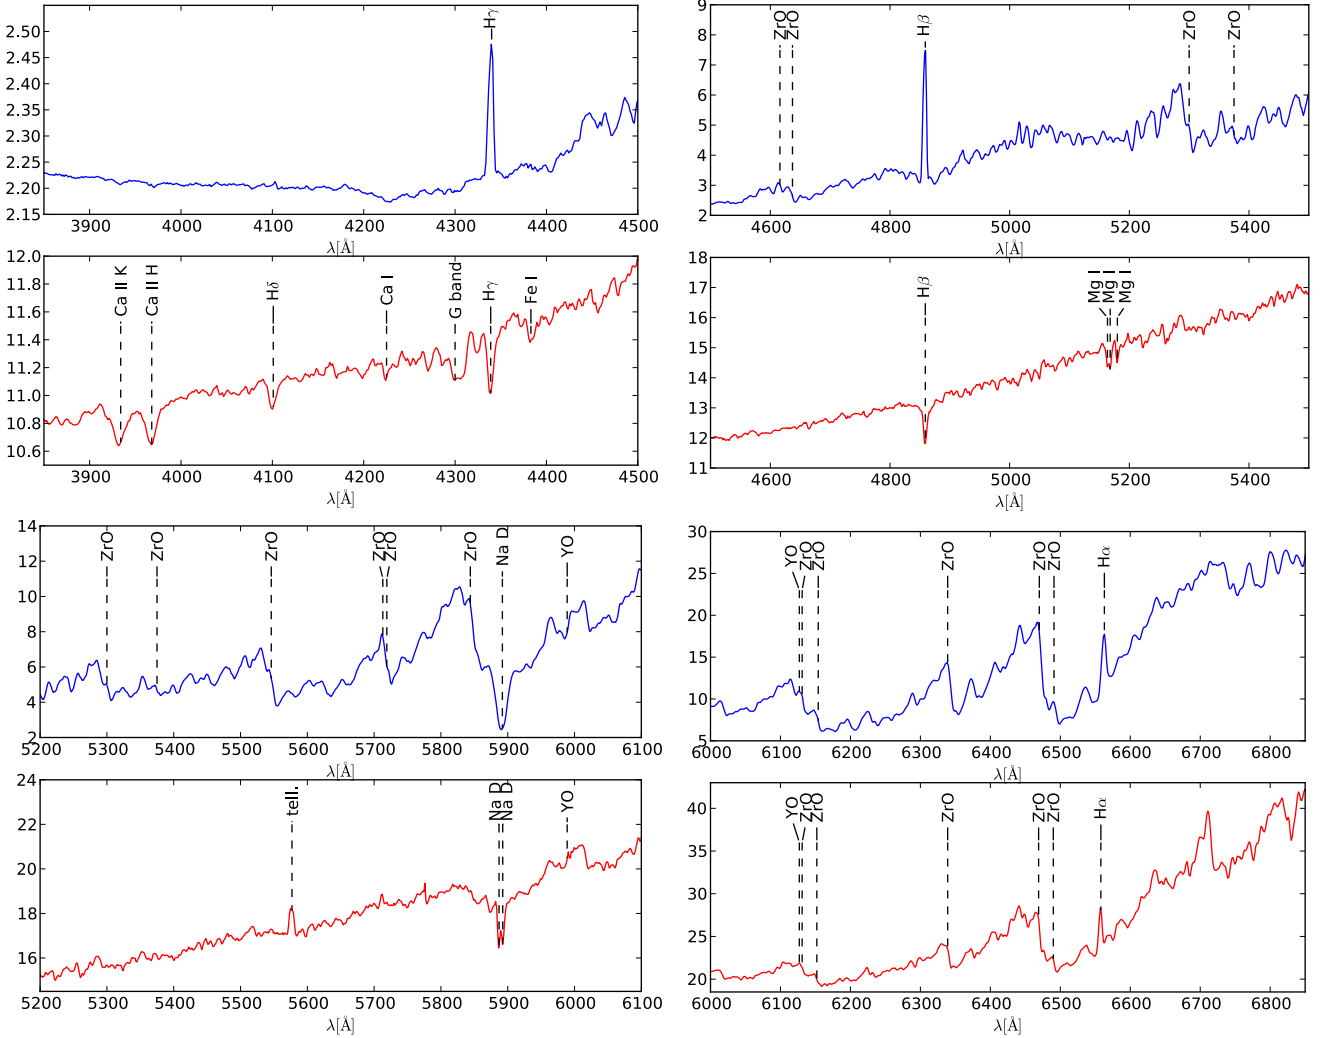 Hγ
2.50
2.45
2.40
2.35
2.30
2.25
2.20
2.15
3900 4000 4100 4200 4300 4400 4500
λ[Å]
ZrO ZrO Hβ ZrO ZrO
9
8
7
6
5
4
3
2
4600 4800 5000 5200 5400
λ[Å]
Ca II K Ca II H Hδ Ca I G band Hγ Fe I
12.0
11.8
11.6
11.4
11.2
11.0
10.8
10.6
3900 4000 4100 4200 4300 4400 4500
λ[Å]
Hβ Mg I Mg I Mg I
18
17
16
15
14
13
12
11
4600 4800 5000 5200 5400
λ[Å]
ZrO ZrO ZrO ZrO ZrO ZrO Na D YO
14
12
10
8
6
4
2
5200 5300 5400 5500 5600 5700 5800 5900 6000 6100
λ[Å]
YO ZrO ZrO ZrO ZrO ZrO Hα
30
25
20
15
10
5
6000 6100 6200 6300 6400 6500 6600 6700 6800
λ[Å]
tell. Na D Na D YO
24
22
20
18
16
5200 5300 5400 5500 5600 5700 5800 5900 6000 6100
λ[Å]
YO ZrO ZrO ZrO ZrO ZrO Hα
40
35
30
25
20
6000 6100 6200 6300 6400 6500 6600 6700 6800
λ[Å]